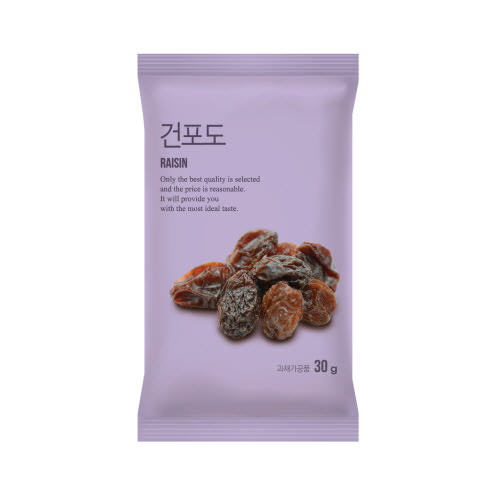 건포도
RAISIN
Only the best quality is selected
and the price is reasonable.
It will provide you
with the most ideal taste.
과채가공품 30 g